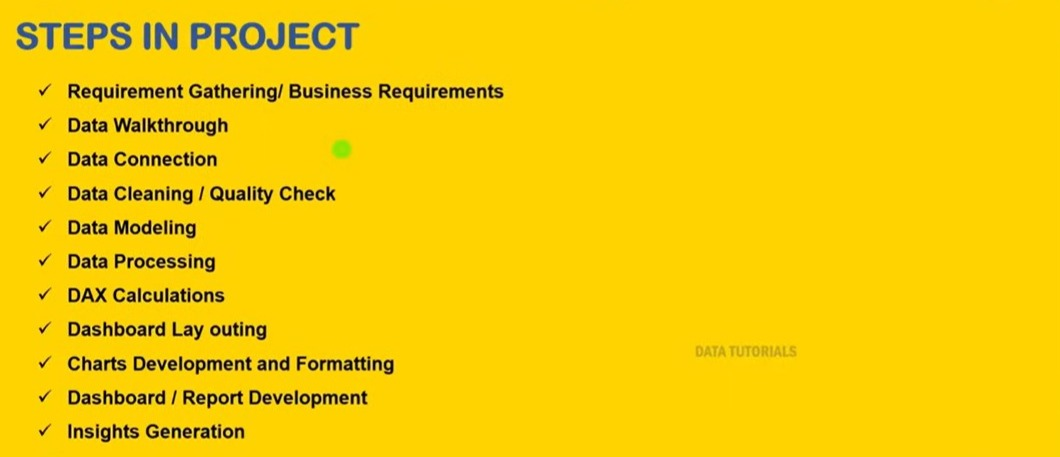 STEPS IN PROJECT
✓ Requirement Gathering/ Business Requirements
✓ Data Walkthrough
✓ Data Connection
✓ Data Cleaning / Quality Check
✓ Data Modeling
✓ Data Processing
✓ DAX Calculations
✓ Dashboard Lay outing
✓ Charts Development and Formatting
✓ Dashboard / Report Development
✓ Insights Generation
DATA TUTORIALS